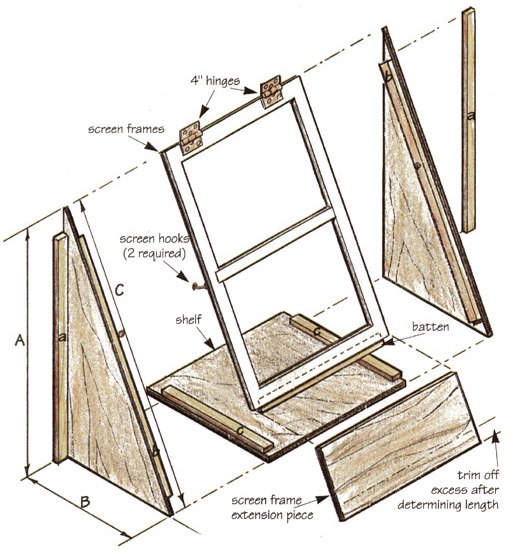 4" hinges
screen frames
screen hooks
(2 required)
shelf
batten
A
B
C
a
a
b
b
c
c
screen frame
extension piece
trim off
excess after
determining length